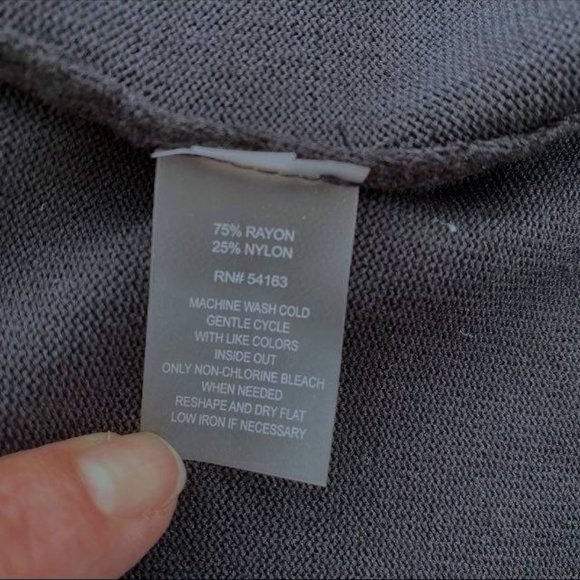 75% RAYON
25% NYLON
RN# 54163
MACHINE WASH COLD
GENTLE CYCLE
WITH LIKE COLORS
INSIDE OUT
ONLY NON-CHLORINE BLEACH
WHEN NEEDED
RESHAPE AND DRY FLAT
LOW IRON IF NECESSARY